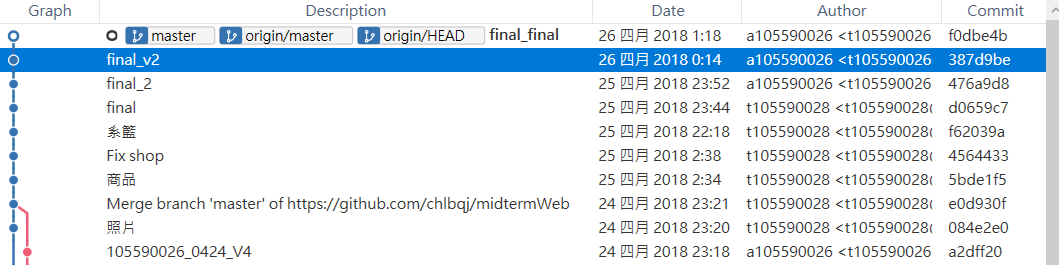 Graph Description Date Author Commit
master origin/master origin/HEAD final_final 26 四月 2018 1:18 a105590026 <t105590026 f0dbe4b
final_v2 26 四月 2018 0:14 a105590026 <t105590026 387d9be
final_2 25 四月 2018 23:52 a105590026 <t105590026 476a9d8
final 25 四月 2018 23:44 t105590028 <t105590028( d0659c7
系籃 25 四月 2018 22:18 t105590028 <t105590028( f62039a
Fix shop 25 四月 2018 2:38 t105590028 <t105590028( 4564433
商品 25 四月 2018 2:34 t105590028 <t105590028( 5bde1f5
Merge branch 'master' of https://github.com/chlbqj/midtermWeb 24 四月 2018 23:21 t105590028 <t105590028( e0d930f
照片 24 四月 2018 23:20 t105590028 <t105590028( 084e2e0
105590026_0424_V4 24 四月 2018 23:18 a105590026 <t105590026 a2dff20